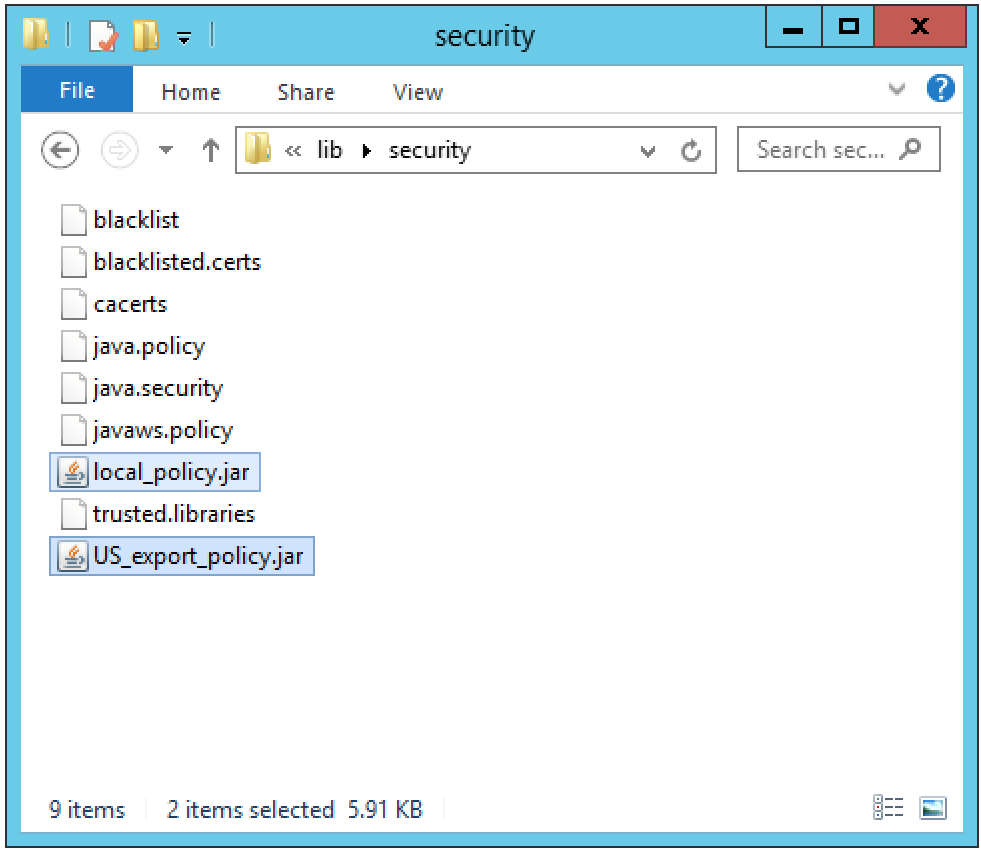 security
File Home Share View
« lib security Search sec...
blacklist
blacklisted.certs
cacerts
java.policy
java.security
javaws.policy
local_policy.jar
trusted.libraries
US_export_policy.jar
9 items 2 items selected 5.91 KB